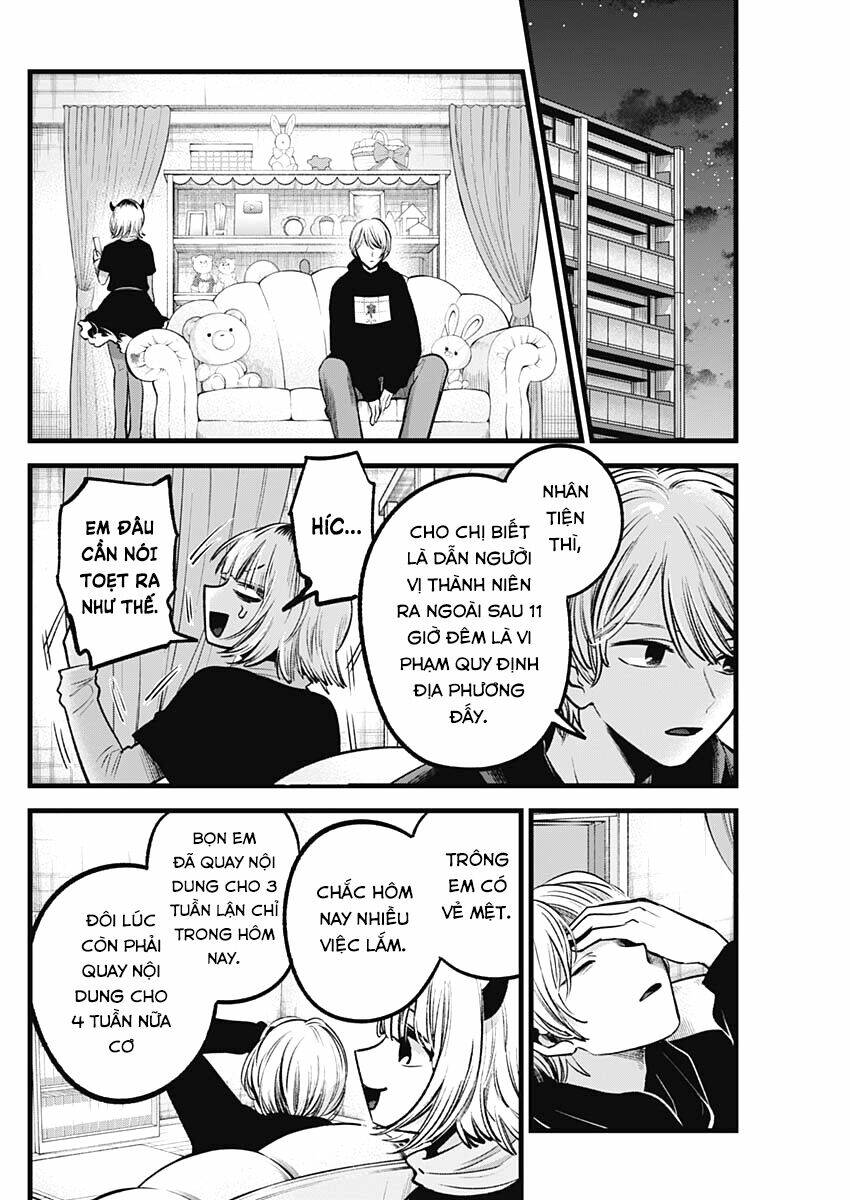 NHÂN
TIỆN
THÌ,
CHO CHỊ BIẾT
LÀ DẪN NGƯỜI
VỊ THÀNH NIÊN
RA NGOÀI SAU 11
GIỜ ĐÊM LÀ VI
PHẠM QUY ĐỊNH
ĐỊA PHƯƠNG
ĐẤY.
HÍC...
EM ĐÂU
CẦN NÓI
TOẸT RA
NHƯ THẾ.
TRÔNG
EM CÓ
VẺ MỆT.
CHẮC HÔM
NAY NHIỀU
VIỆC LẮM.
BỌN EM
ĐÃ QUAY NỘI
DUNG CHO 3
TUẦN LẬN CHỈ
TRONG HÔM
NAY.
ĐÔI LÚC
CÒN PHẢI
QUAY NỘI
DUNG CHO
4 TUẦN NỮA
CƠ